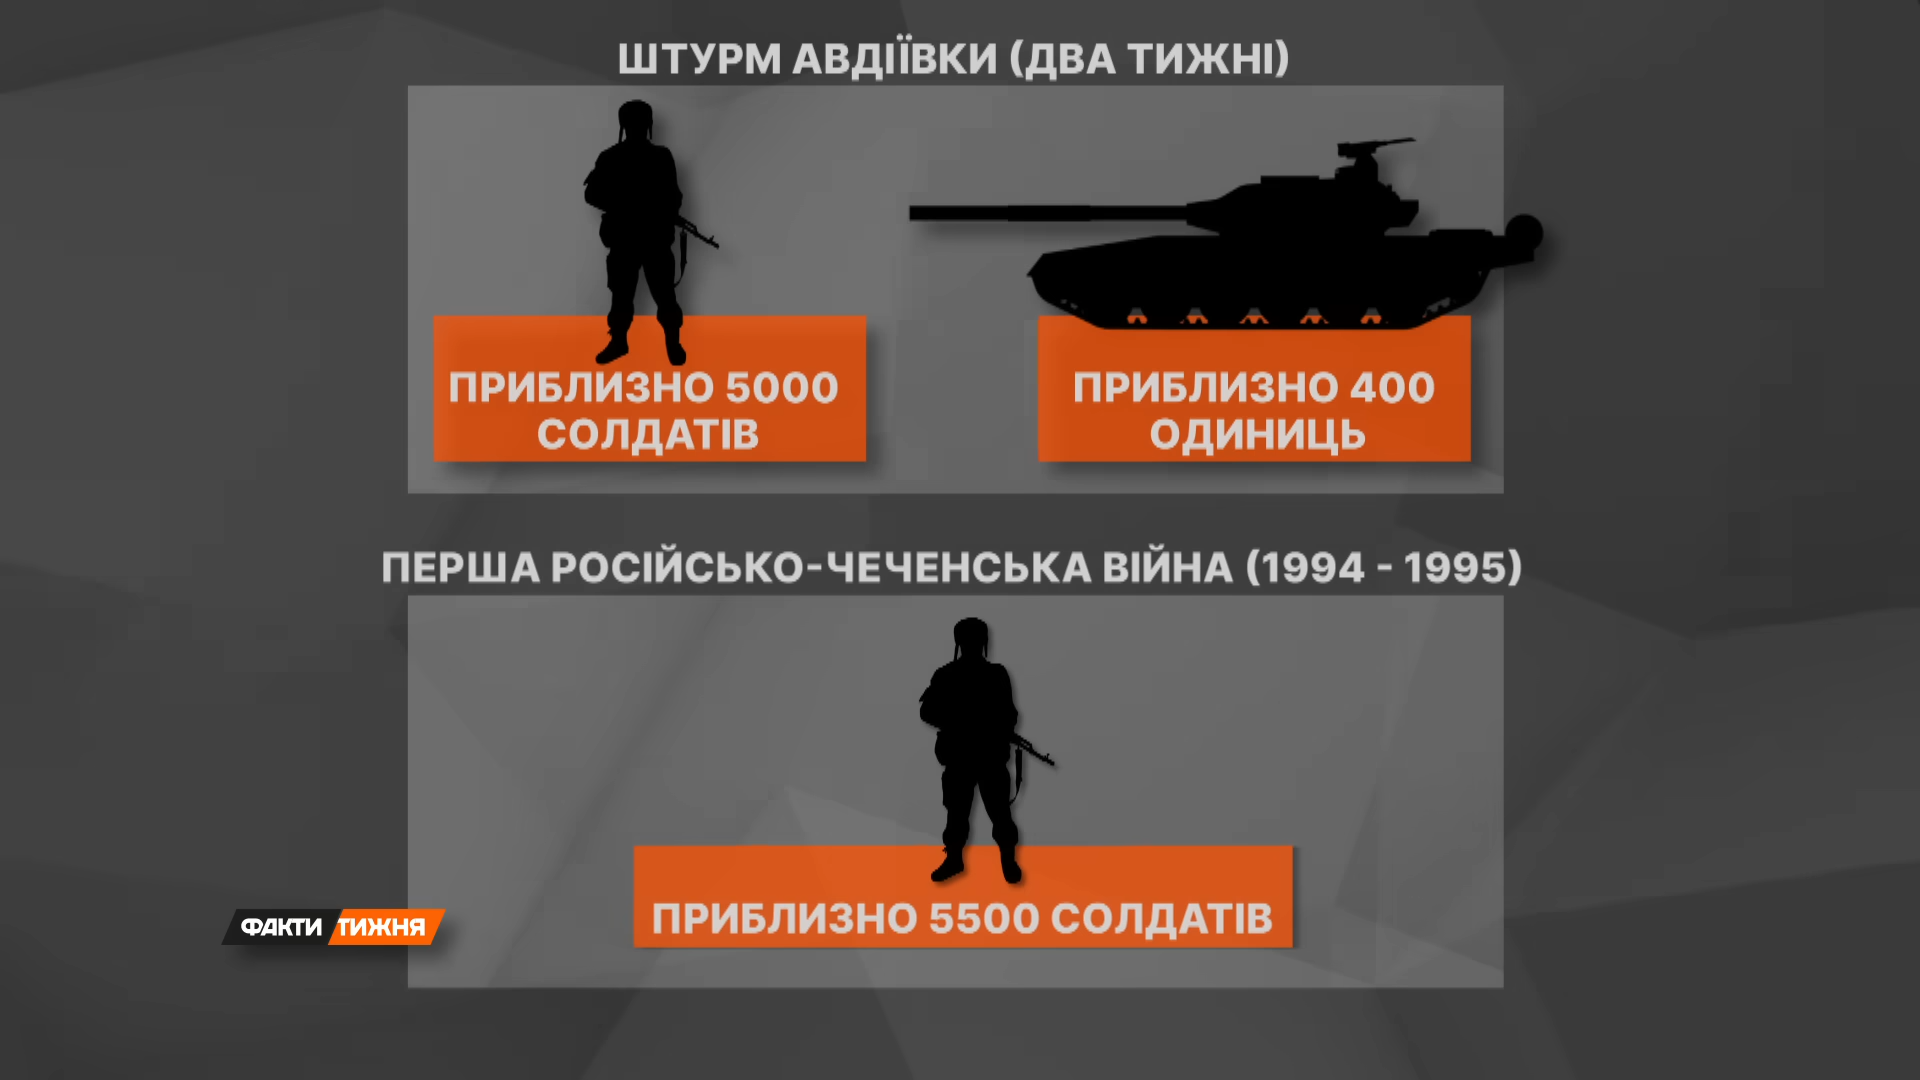 ШТУРМ АВДІЇВКИ (ДВА ТИЖНІ)
ПРИБЛИЗНО 5000
СОЛДАТІВ
ПРИБЛИЗНО 400
ОДИНИЦЬ
ПЕРША РОСІЙСЬКО-ЧЕЧЕНСЬКА ВІЙНА (1994 - 1995)
ПРИБЛИЗНО 5500 СОЛДАТІВ
ФАКТИ ТИЖНЯ